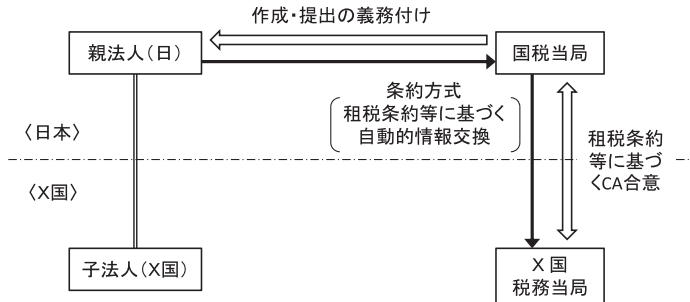 作成・提出の義務付け
親法人(日)
国税当局
条約方式
租税条約等に基づく
自動的情報交換
〈日本〉
租税条約
等に基づ
くCA合意
〈X国〉
子法人(X国)
X 国
税務当局